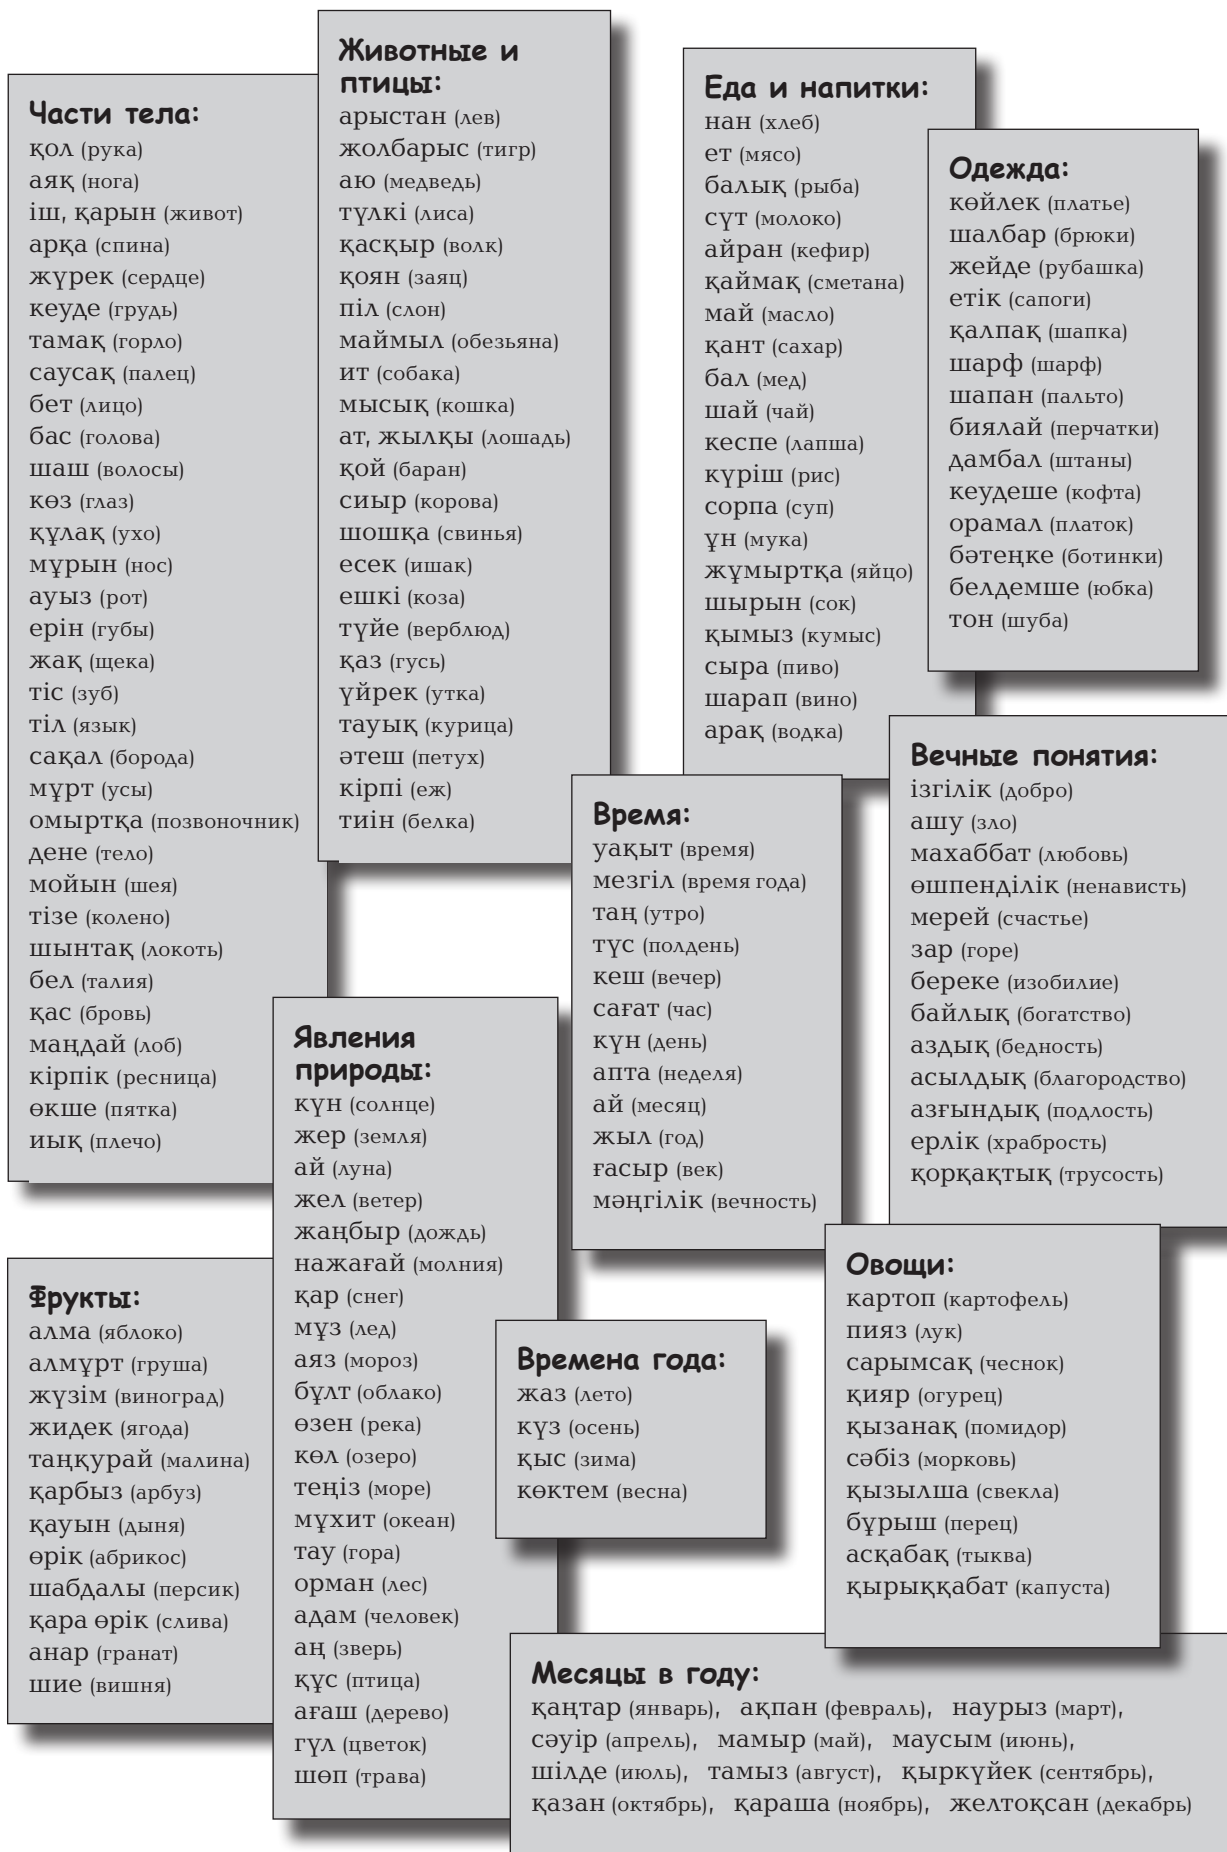 Части тела:
қол (рука)
аяқ (нога)
іш, қарын (живот)
арқа (спина)
жүрек (сердце)
кеуде (грудь)
тамақ (горло)
саусақ (палец)
бет (лицо)
бас (голова)
шаш (волосы)
көз (глаз)
құлақ (ухо)
мұрын (нос)
ауыз (рот)
ерін (губы)
жақ (щека)
тіс (зуб)
тіл (язык)
сақал (борода)
мұрт (усы)
омыртқа (позвоночник)
дене (тело)
мойын (шея)
тізе (колено)
шынтақ (локоть)
бел (талия)
қас (бровь)
маңдай (лоб)
кірпік (ресница)
өкше (пятка)
иық (плечо)
Животные и
птицы:
арыстан (лев)
жолбарыс (тигр)
аю (медведь)
түлкі (лиса)
қасқыр (волк)
қоян (заяц)
піл (слон)
маймыл (обезьяна)
ит (собака)
мысық (кошка)
ат, жылқы (лошадь)
қой (баран)
сиыр (корова)
шошқа (свинья)
есек (ишак)
ешкі (коза)
түйе (верблюд)
қаз (гусь)
үйрек (утка)
тауық (курица)
әтеш (петух)
кірпі (еж)
тиін (белка)
Еда и напитки:
нан (хлеб)
ет (мясо)
балық (рыба)
сүт (молоко)
айран (кефир)
қаймақ (сметана)
май (масло)
қант (сахар)
бал (мед)
шай (чай)
кеспе (лапша)
күріш (рис)
сорпа (суп)
ұн (мука)
жұмыртқа (яйцо)
шырын (сок)
қымыз (кумыс)
сыра (пиво)
шарап (вино)
арақ (водка)
Одежда:
көйлек (платье)
шалбар (брюки)
жейде (рубашка)
етік (сапоги)
қалпақ (шапка)
шарф (шарф)
шапан (пальто)
биялай (перчатки)
дамбал (штаны)
кеудеше (кофта)
орамал (платок)
бәтеңке (ботинки)
белдемше (юбка)
тон (шуба)
Время:
уақыт (время)
мезгіл (время года)
таң (утро)
түс (полдень)
кеш (вечер)
сағат (час)
күн (день)
апта (неделя)
ай (месяц)
жыл (год)
ғасыр (век)
мәңгілік (вечность)
Вечные понятия:
ізгілік (добро)
ашу (зло)
махаббат (любовь)
өшпенділік (ненависть)
мерей (счастье)
зар (горе)
береке (изобилие)
байлық (богатство)
аздық (бедность)
асылдық (благородство)
азғындық (подлость)
ерлік (храбрость)
қорқақтық (трусость)
Явления
природы:
күн (солнце)
жер (земля)
ай (луна)
жел (ветер)
жаңбыр (дождь)
нажағай (молния)
қар (снег)
мұз (лед)
аяз (мороз)
бұлт (облако)
өзен (река)
көл (озеро)
теңіз (море)
мұхит (океан)
тау (гора)
орман (лес)
адам (человек)
аң (зверь)
құс (птица)
ағаш (дерево)
гүл (цветок)
шөп (трава)
Фрукты:
алма (яблоко)
алмұрт (груша)
жүзім (виноград)
жидек (ягода)
таңқурай (малина)
қарбыз (арбуз)
қауын (дыня)
өрік (абрикос)
шабдалы (персик)
қара өрік (слива)
анар (гранат)
шие (вишня)
Времена года:
жаз (лето)
күз (осень)
қыс (зима)
көктем (весна)
Овощи:
картоп (картофель)
пияз (лук)
сарымсақ (чеснок)
қияр (огурец)
қызанақ (помидор)
сәбіз (морковь)
қызылша (свекла)
бұрыш (перец)
асқабақ (тыква)
қырыққабат (капуста)
Месяцы в году:
қаңтар (январь), ақпан (февраль), наурыз (март),
сәуір (апрель), мамыр (май), маусым (июнь),
шілде (июль), тамыз (август), қыркүйек (сентябрь),
қазан (октябрь), қараша (ноябрь), желтоқсан (декабрь)